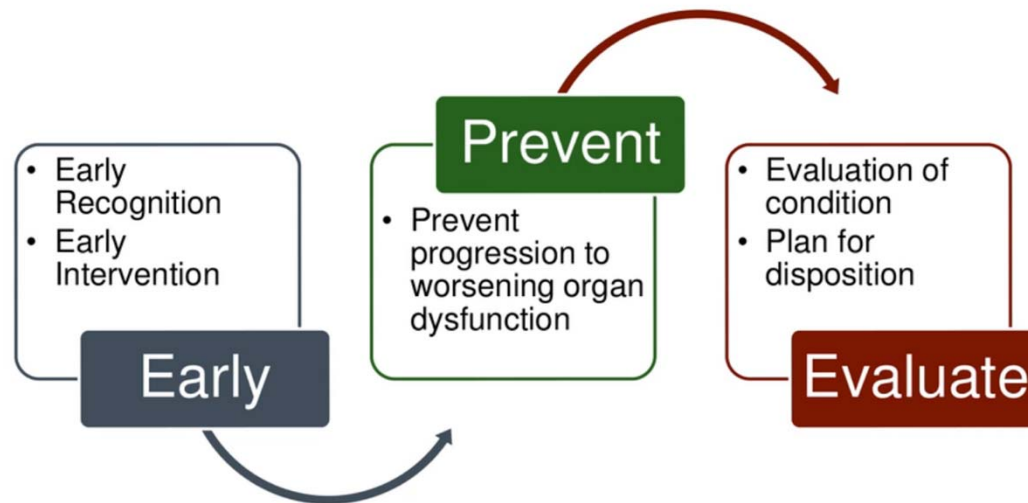 • Early
Recognition
• Early
Intervention
Early
Prevent
• Prevent
progression to
worsening organ
dysfunction
• Evaluation of
condition
• Plan for
disposition
Evaluate